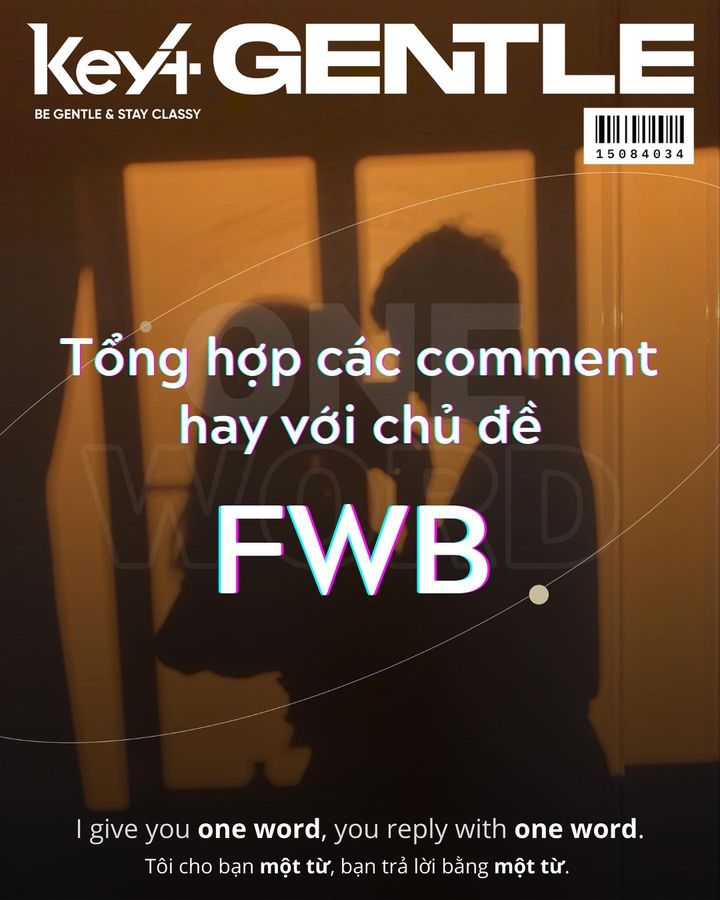 Key4 GENTLE
BE GENTLE & STAY CLASSY
15084034
ONE
WORD
Tổng hợp các comment
hay với chủ đề
FWB
I give you one word, you reply with one word.
Tôi cho bạn một từ, bạn trả lời bằng một từ.